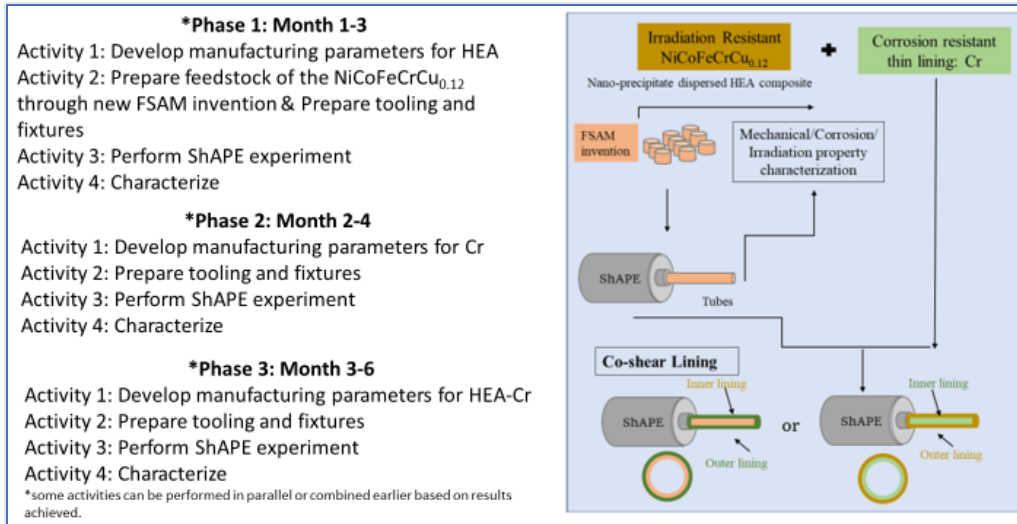 *Phase 1: Month 1-3
Activity 1: Develop manufacturing parameters for HEA
Activity 2: Prepare feedstock of the NiCoFeCrCu₀.₁₂
through new FSAM invention & Prepare tooling and
fixtures
Activity 3: Perform ShAPE experiment
Activity 4: Characterize
*Phase 2: Month 2-4
Activity 1: Develop manufacturing parameters for Cr
Activity 2: Prepare tooling and fixtures
Activity 3: Perform ShAPE experiment
Activity 4: Characterize
*Phase 3: Month 3-6
Activity 1: Develop manufacturing parameters for HEA-Cr
Activity 2: Prepare tooling and fixtures
Activity 3: Perform ShAPE experiment
Activity 4: Characterize
*some activities can be performed in parallel or combined earlier based on results
achieved.
Irradiation Resistant
NiCoFeCrCu₀.₁₂
+
Corrosion resistant
thin lining: Cr
Nano-precipitate dispersed HEA composite
FSAM
invention
Mechanical/Corrosion/
Irradiation property
characterization
ShAPE
Tubes
Co-shear Lining
Inner lining
ShAPE
Outer lining
or
Inner lining
ShAPE
Outer lining